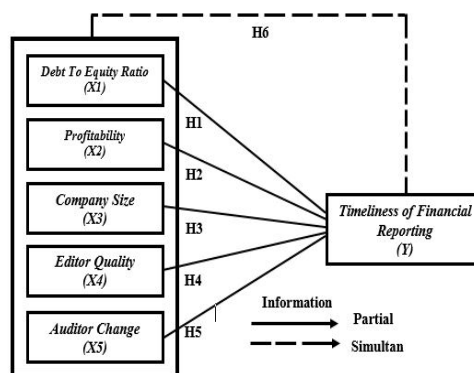 H6
Debt To Equity Ratio
(X1)
H1
Profitability
(X2)
H2
Company Size
(X3)
H3
Timeliness of Financial
Reporting
(Y)
Editor Quality
(X4)
H4
Auditor Change
(X5)
H5
Information
Partial
Simultan